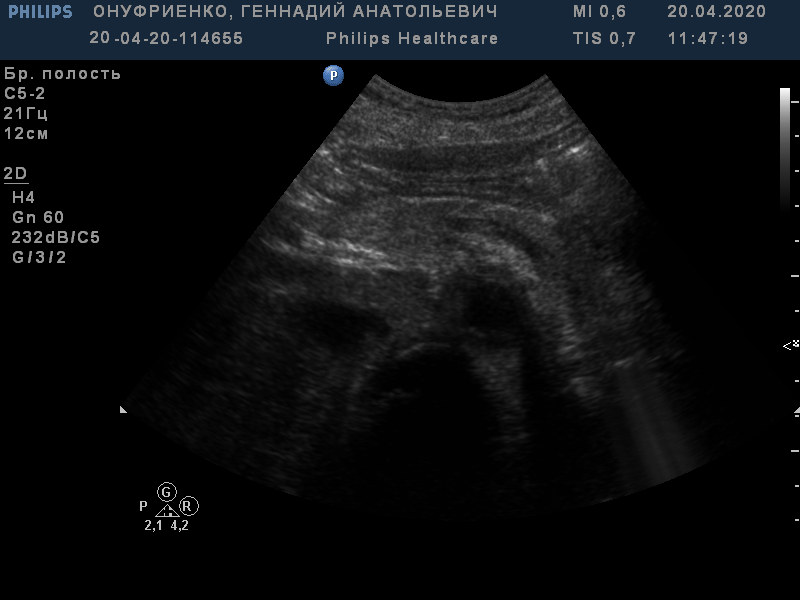 PHILIPS ОНУФРИЕНКО, ГЕННАДИЙ АНАТОЛЬЕВИЧ MI 0,6 20.04.2020
20-04-20-114655 Philips Healthcare TIS 0,7 11:47:19
Бр. полость
P
C5-2
21Гц
12см
2D
H4
Gn 60
232dB/C5
G/3/2
G
P R
2,1 4,2